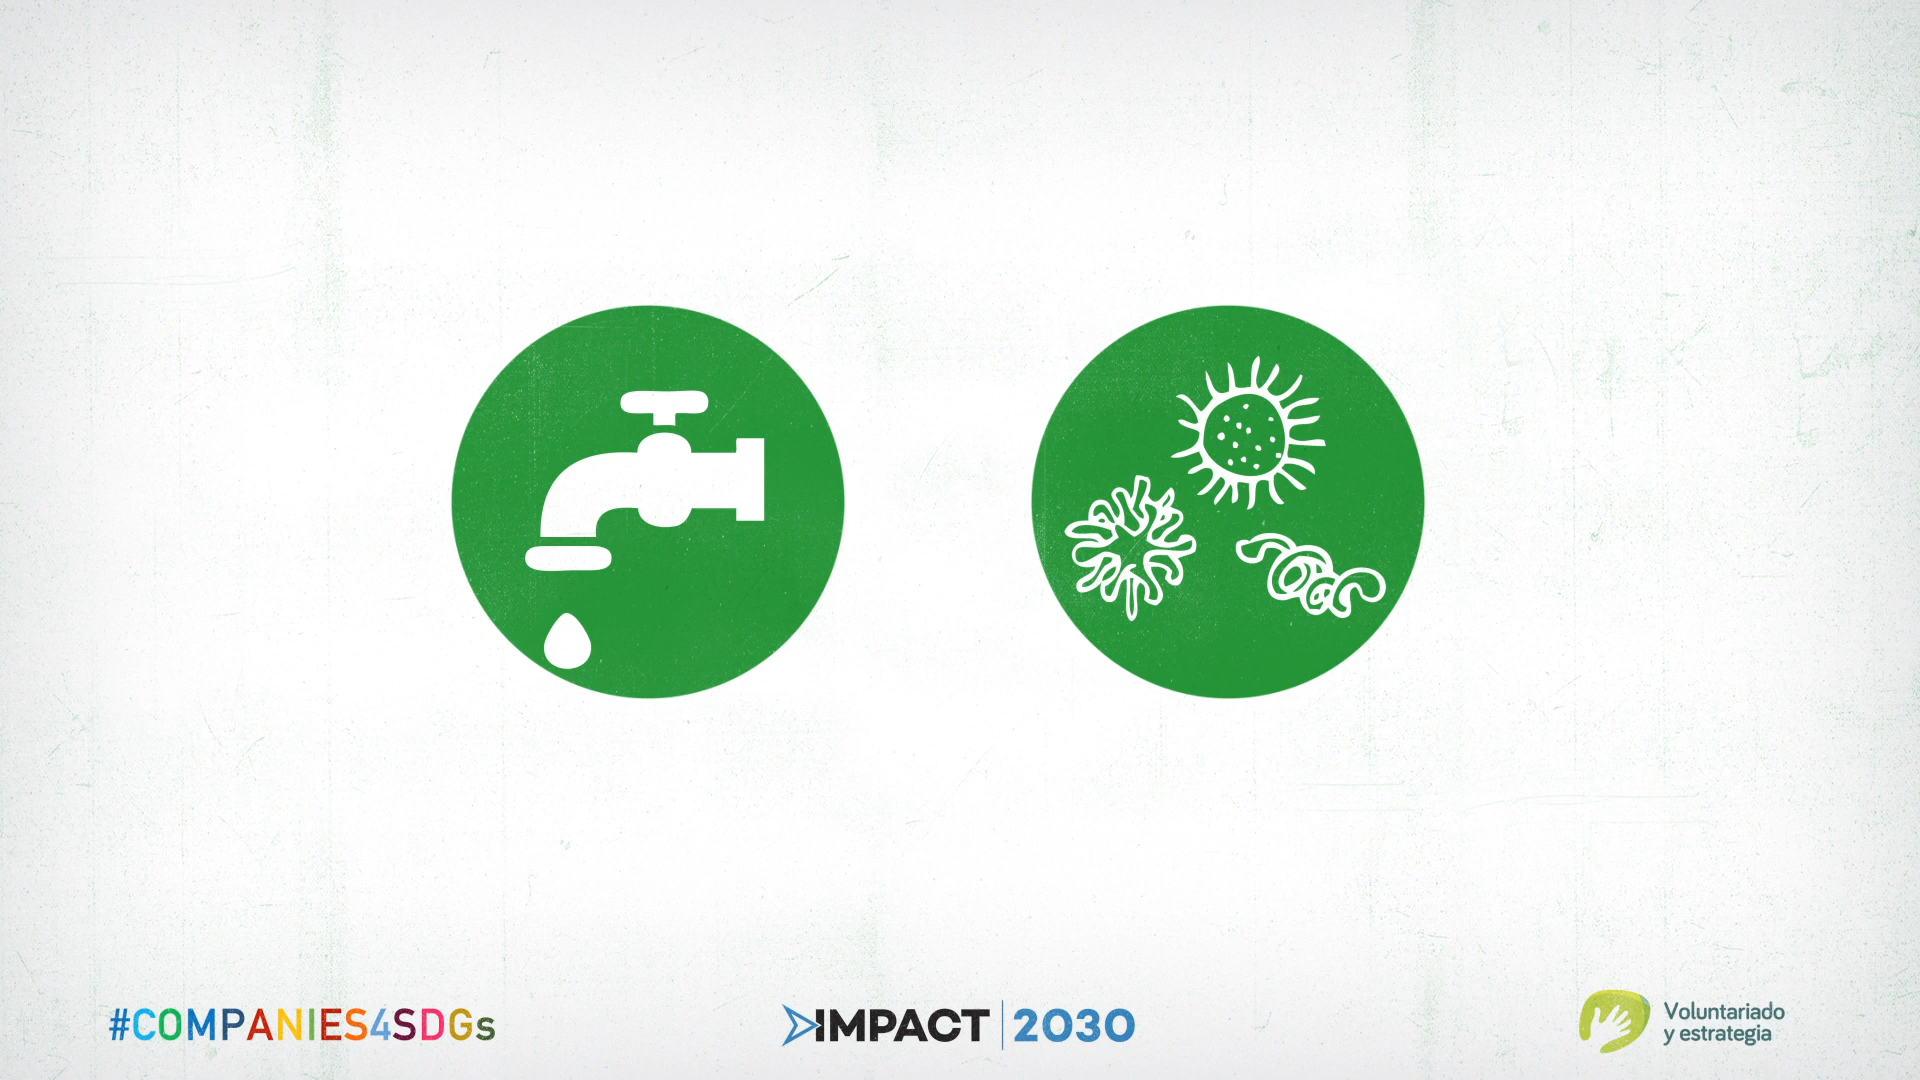 #COMPANIES4SDGs
IMPACT | 2030
Voluntariado
y estrategia